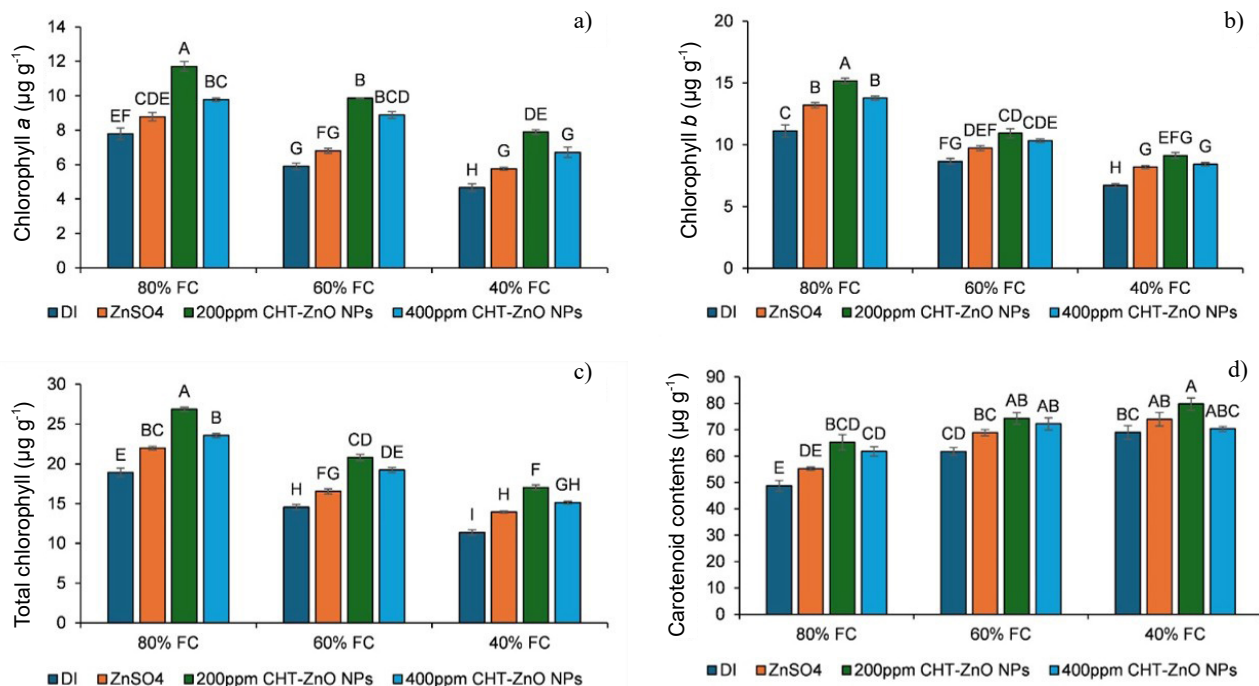 a)
Chlorophyll a (µg g⁻¹)
14
12
10
8
6
4
2
0
EF CDE A BC
G FG B BCD
H G DE G
80% FC 60% FC 40% FC
DI ZnSO4 200ppm CHT-ZnO NPs 400ppm CHT-ZnO NPs
b)
Chlorophyll b (µg g⁻¹)
20
15
10
5
0
C B A B
FG DEF CD CDE
H G EFG G
80% FC 60% FC 40% FC
DI ZnSO4 200ppm CHT-ZnO NPs 400ppm CHT-ZnO NPs
c)
Total chlorophyll (µg g⁻¹)
30
25
20
15
10
5
0
E BC A B
H FG CD DE
I H F GH
80% FC 60% FC 40% FC
DI ZnSO4 200ppm CHT-ZnO NPs 400ppm CHT-ZnO NPs
d)
Carotenoid contents (µg g⁻¹)
90
80
70
60
50
40
30
20
10
0
E DE BCD CD
CD BC AB AB
BC AB A ABC
80% FC 60% FC 40% FC
DI ZnSO4 200ppm CHT-ZnO NPs 400ppm CHT-ZnO NPs